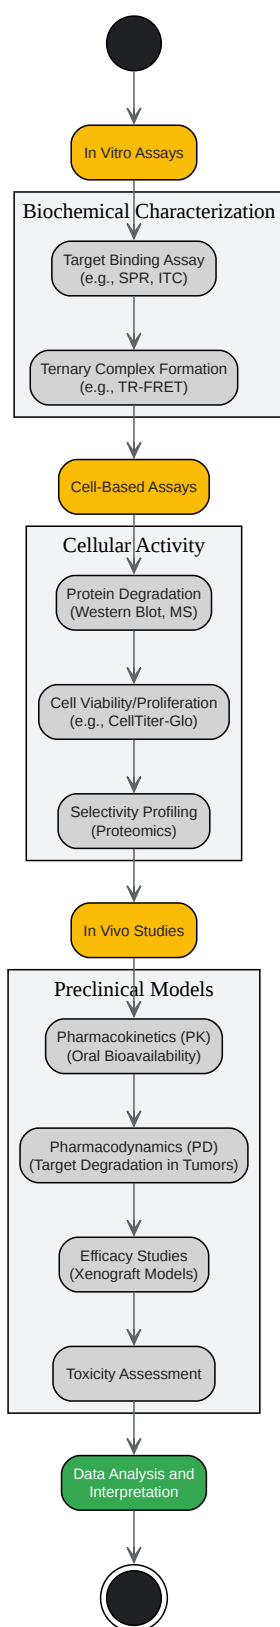 In Vitro Assays
Biochemical Characterization
Target Binding Assay
(e.g., SPR, ITC)
Ternary Complex Formation
(e.g., TR-FRET)
Cell-Based Assays
Cellular Activity
Protein Degradation
(Western Blot, MS)
Cell Viability/Proliferation
(e.g., CellTiter-Glo)
Selectivity Profiling
(Proteomics)
In Vivo Studies
Preclinical Models
Pharmacokinetics (PK)
(Oral Bioavailability)
Pharmacodynamics (PD)
(Target Degradation in Tumors)
Efficacy Studies
(Xenograft Models)
Toxicity Assessment
Data Analysis and
Interpretation